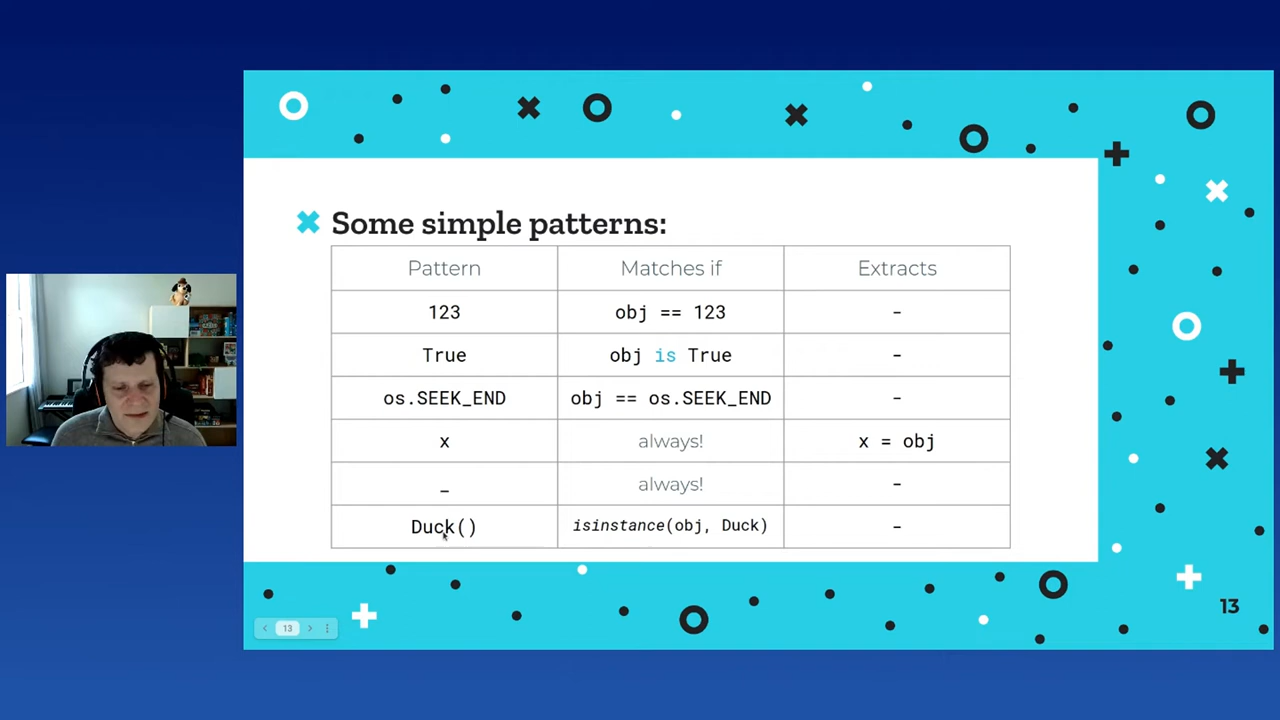 Some simple patterns:
Pattern Matches if Extracts
123 obj == 123 -
True obj is True -
os.SEEK_END obj == os.SEEK_END -
x always! x = obj
_ always! -
Duck() isinstance(obj, Duck) -
13
13